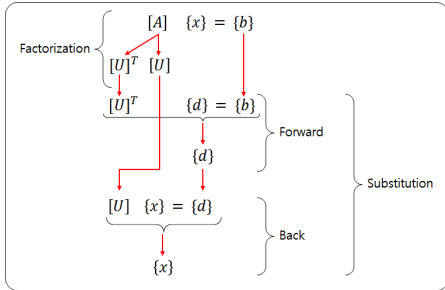 [A] {x} = {b}
Factorization
[U]ᵀ [U]
[U]ᵀ {d} = {b}
Forward
{d}
Substitution
[U] {x} = {d}
Back
{x}